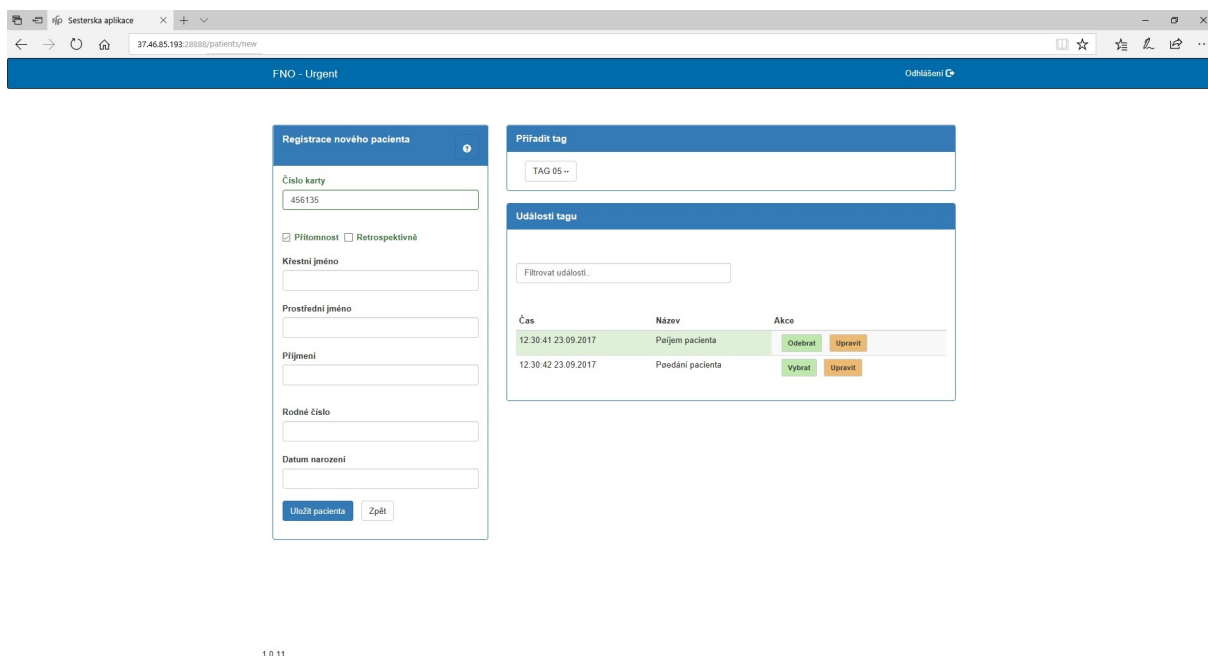 Sesterska aplikace
37.46.85.193:28888/patients/new
FNO - Urgent
Odhlášení
Registrace nového pacienta
Číslo karty
456135
Přítomnost Retrospektivně
Křestní jméno
Prostřední jméno
Příjmení
Rodné číslo
Datum narození
Uložit pacienta Zpět
Přiřadit tag
TAG 05
Události tagu
Filtrovat události..
Čas Název Akce
12:30:41 23.09.2017 Pøíjem pacienta Odebrat Upravit
12:30:42 23.09.2017 Pøedání pacienta Vybrat Upravit
1.0.11